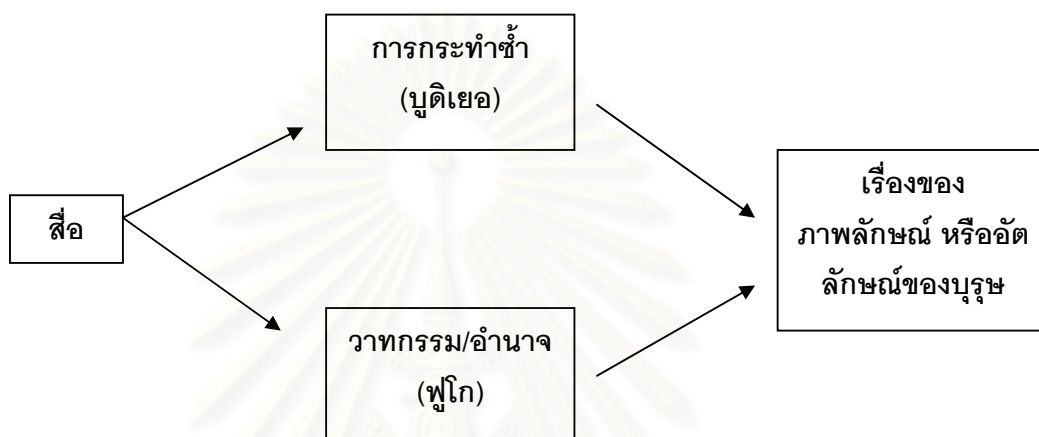 การกระทำซ้ำ
(บูดิเยอ)
สื่อ
เรื่องของ
ภาพลักษณ์ หรืออัต
ลักษณ์ของบุรุษ
วาทกรรม/อำนาจ
(ฟูโก)